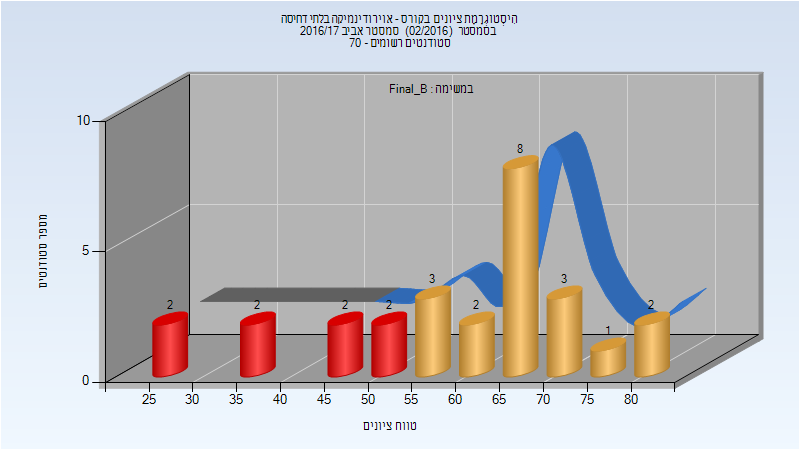 היסטוגרמת ציונים בקורס - אוירודינמיקה בלתי דחיסה
בסמסטר (02/2016) סמסטר אביב 2016/17
סטודנטים רשומים - 70
במשימה : Final_B
10
5
0
מספר סטודנטים
2 2 2 2 3 2 8 3 1 2
25 30 35 40 45 50 55 60 65 70 75 80
טווח ציונים